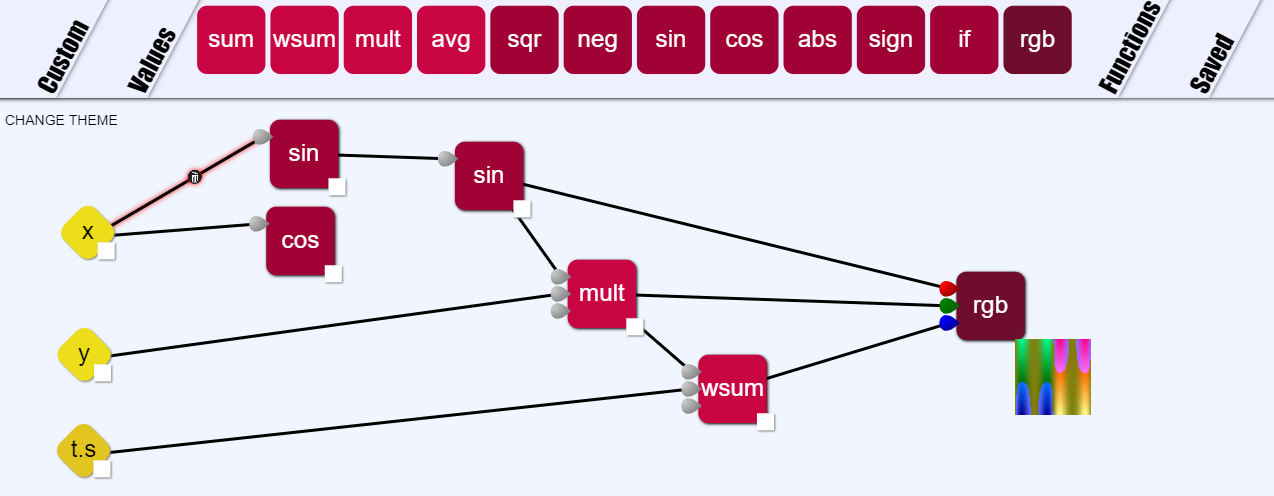 Custom
Values
sum wsum mult avg sqr neg sin cos abs sign if rgb
Functions
Saved
CHANGE THEME
sin
sin
x
cos
mult
rgb
y
wsum
t.s